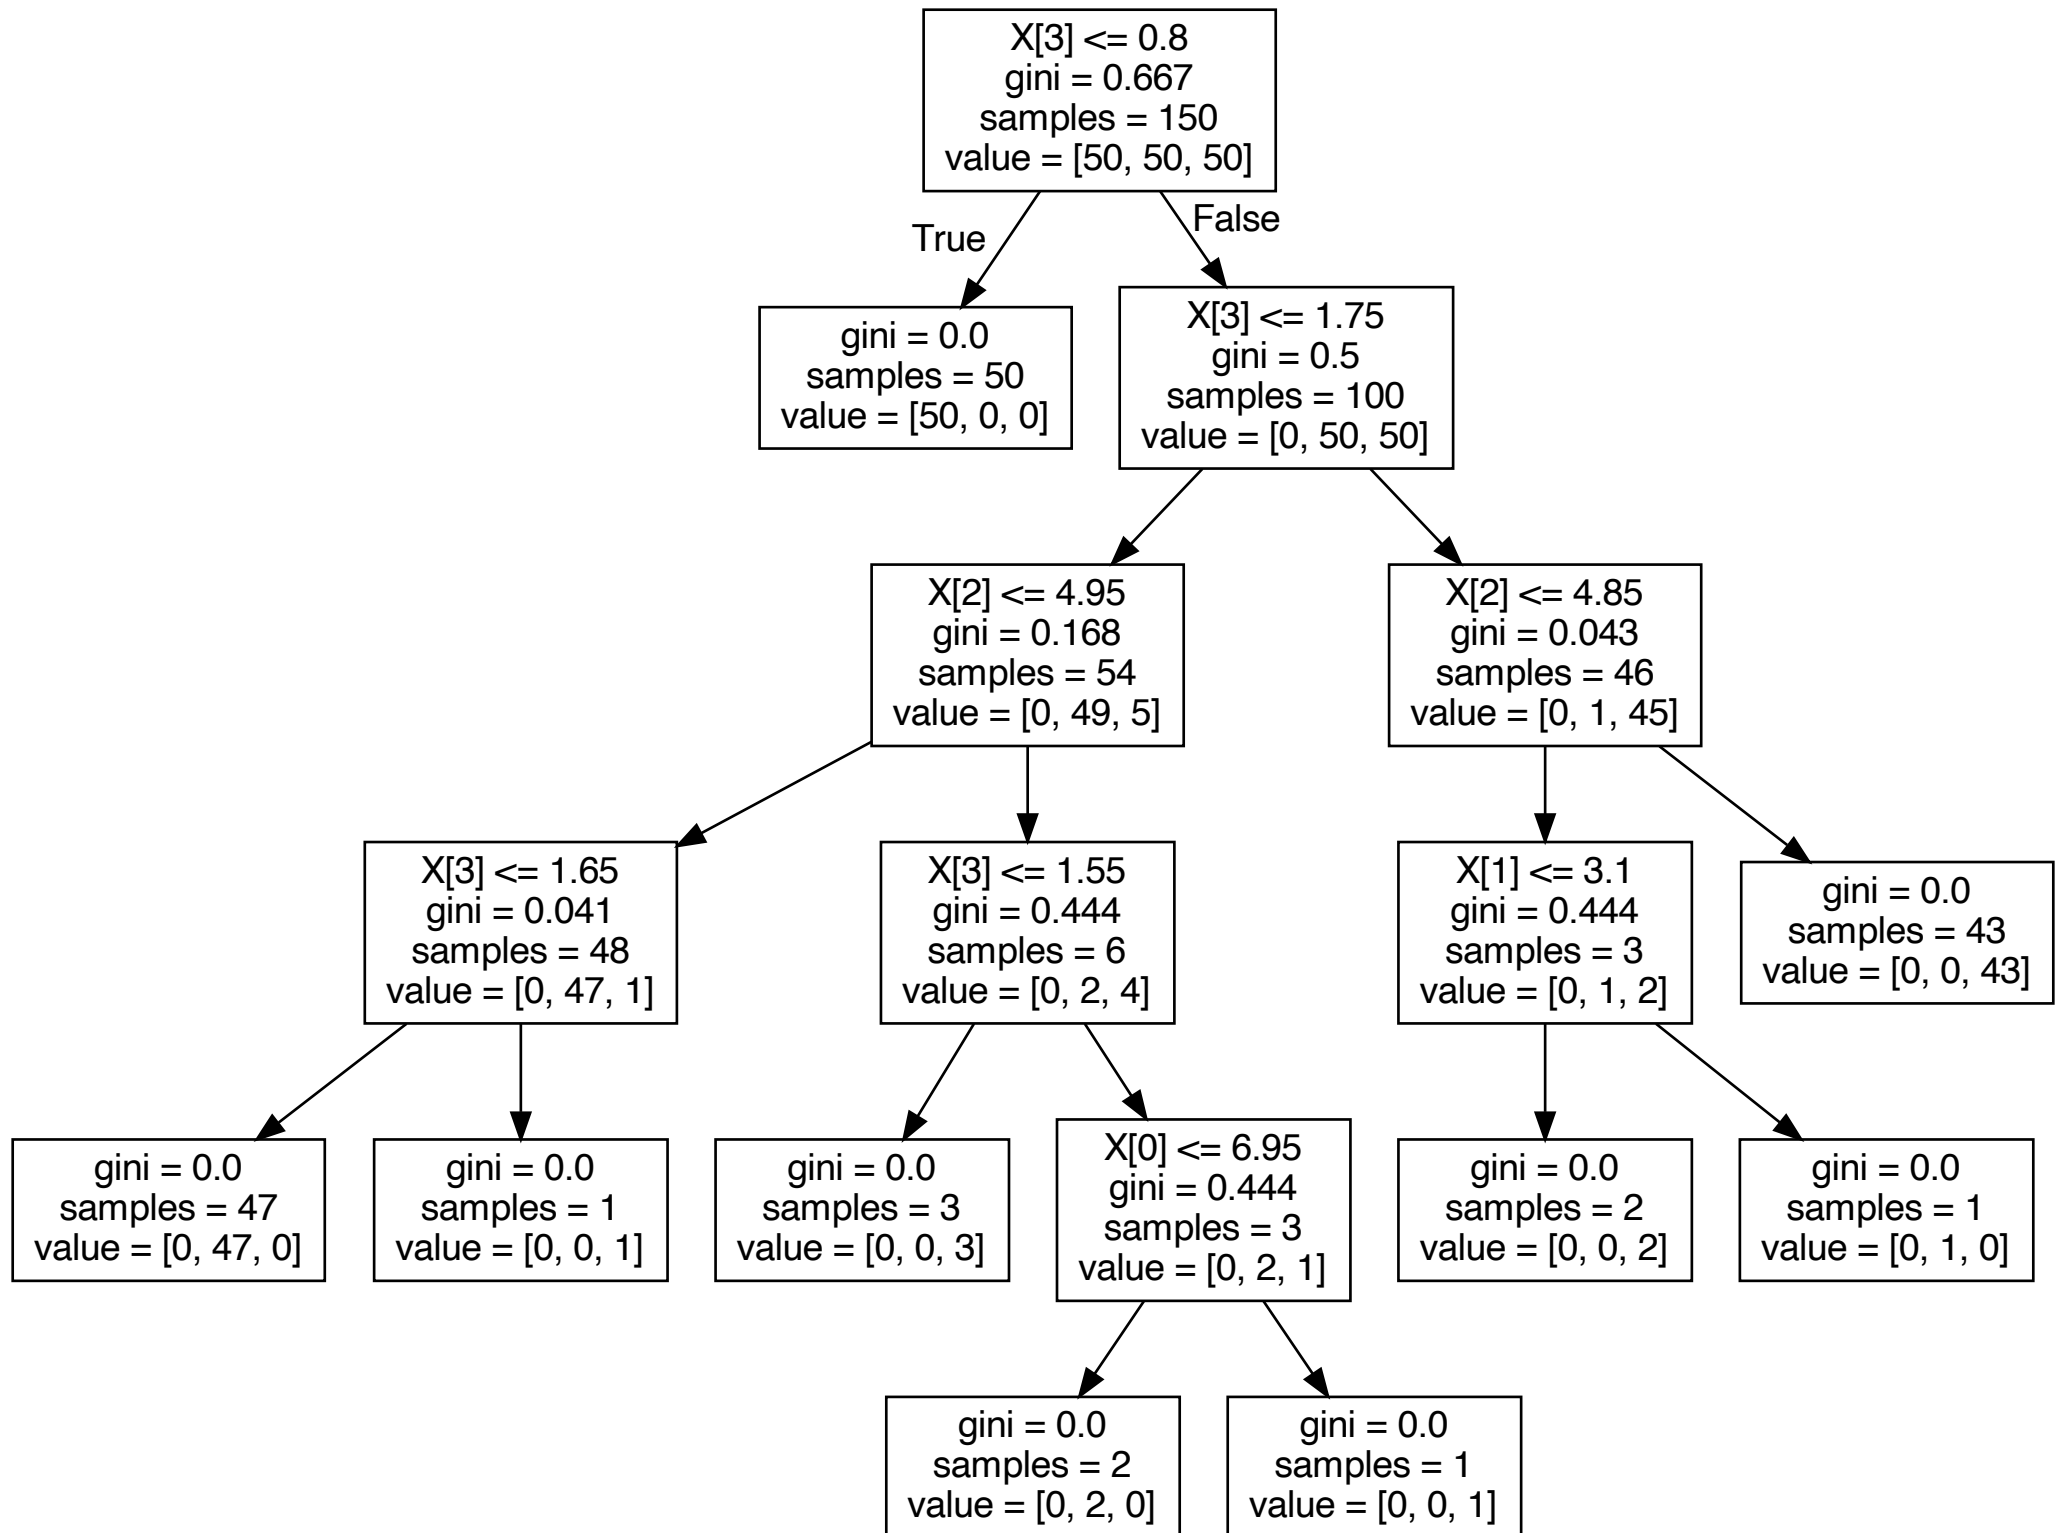 X[3] <= 0.8
gini = 0.667
samples = 150
value = [50, 50, 50]
True
False
gini = 0.0
samples = 50
value = [50, 0, 0]
X[3] <= 1.75
gini = 0.5
samples = 100
value = [0, 50, 50]
X[2] <= 4.95
gini = 0.168
samples = 54
value = [0, 49, 5]
X[2] <= 4.85
gini = 0.043
samples = 46
value = [0, 1, 45]
X[3] <= 1.65
gini = 0.041
samples = 48
value = [0, 47, 1]
X[3] <= 1.55
gini = 0.444
samples = 6
value = [0, 2, 4]
X[1] <= 3.1
gini = 0.444
samples = 3
value = [0, 1, 2]
gini = 0.0
samples = 43
value = [0, 0, 43]
gini = 0.0
samples = 47
value = [0, 47, 0]
gini = 0.0
samples = 1
value = [0, 0, 1]
gini = 0.0
samples = 3
value = [0, 0, 3]
X[0] <= 6.95
gini = 0.444
samples = 3
value = [0, 2, 1]
gini = 0.0
samples = 2
value = [0, 0, 2]
gini = 0.0
samples = 1
value = [0, 1, 0]
gini = 0.0
samples = 2
value = [0, 2, 0]
gini = 0.0
samples = 1
value = [0, 0, 1]